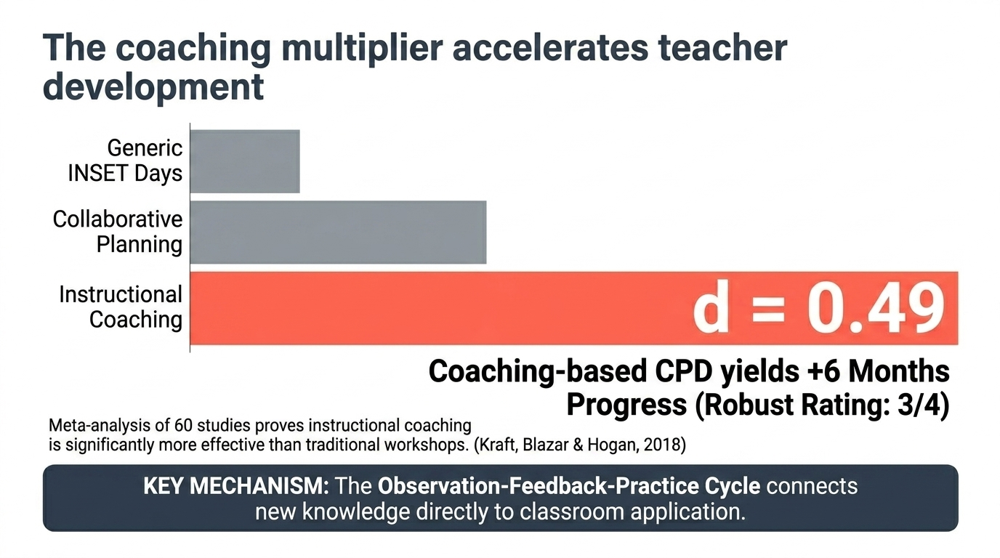 The coaching multiplier accelerates teacher
development
Generic
INSET Days
Collaborative
Planning
Instructional
Coaching
d = 0.49
Coaching-based CPD yields +6 Months
Progress (Robust Rating: 3/4)
Meta-analysis of 60 studies proves instructional coaching
is significantly more effective than traditional workshops. (Kraft, Blazar & Hogan, 2018)
KEY MECHANISM: The Observation-Feedback-Practice Cycle connects
new knowledge directly to classroom application.